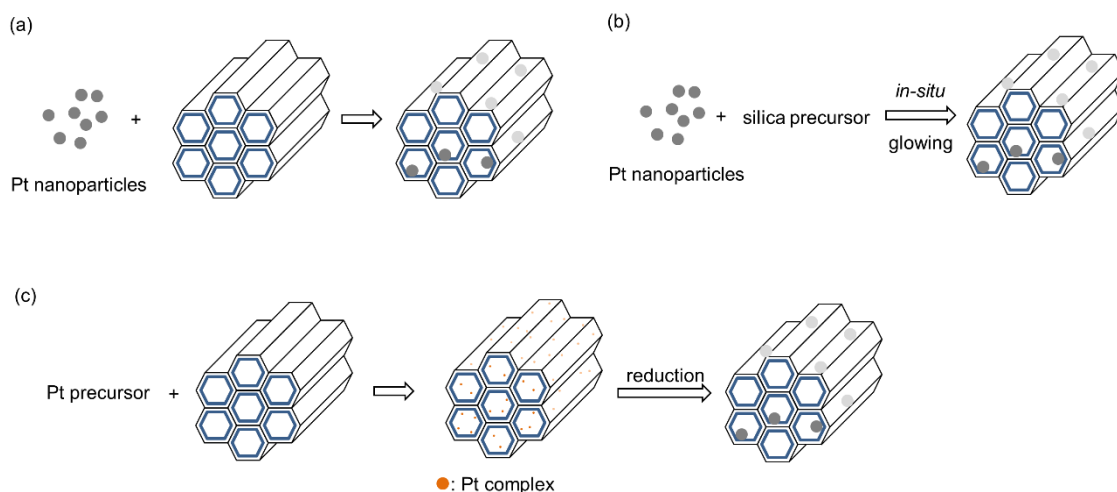 (a)
+
Pt nanoparticles
(b)
+ silica precursor
in-situ
glowing
Pt nanoparticles
(c)
Pt precursor +
reduction
: Pt complex